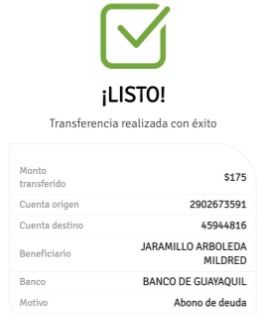 ¡LISTO!
Transferencia realizada con éxito
Monto
transferido
$175
Cuenta origen
2902673591
Cuenta destino
45944816
Beneficiario
JARAMILLO ARBOLEDA
MILDRED
Banco
BANCO DE GUAYAQUIL
Motivo
Abono de deuda